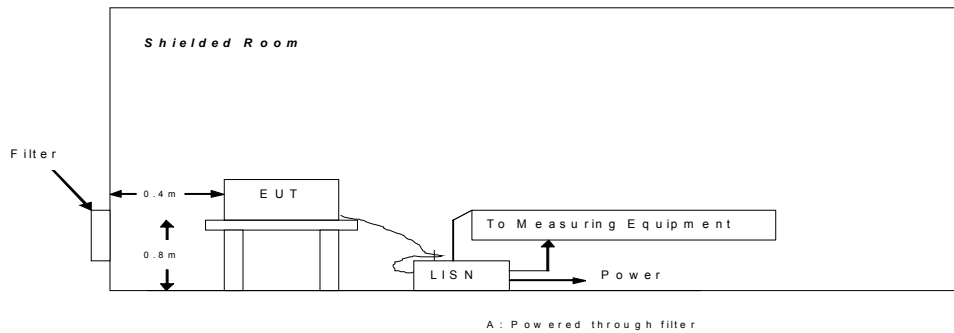 Shielded Room
Filter
0.4m
EUT
To Measuring Equipment
0.8m
LISN
Power
A: Powered through filter